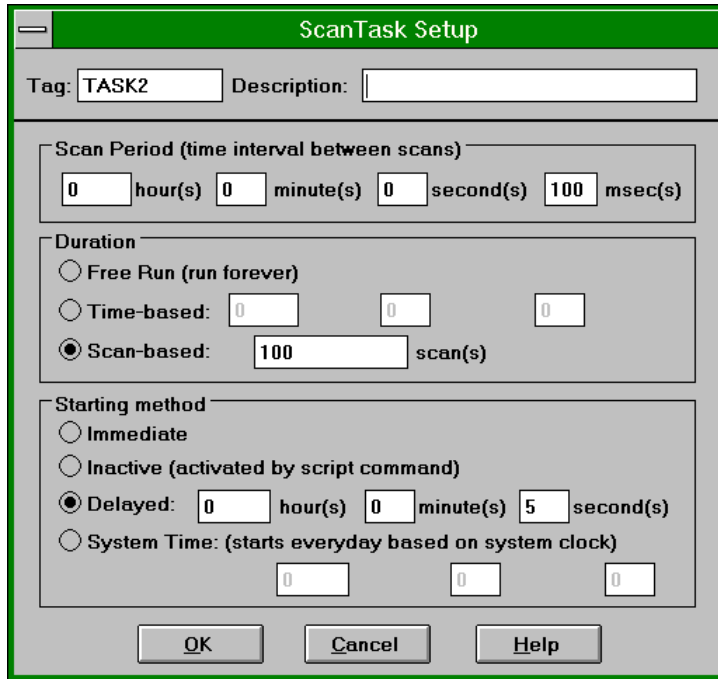 ScanTask Setup
Tag: TASK2 Description:
Scan Period (time interval between scans)
0 hour(s) 0 minute(s) 0 second(s) 100 msec(s)
Duration
Free Run (run forever)
Time-based: 0 0 0
Scan-based: 100 scan(s)
Starting method
Immediate
Inactive (activated by script command)
Delayed: 0 hour(s) 0 minute(s) 5 second(s)
System Time: (starts everyday based on system clock)
0 0 0
OK Cancel Help